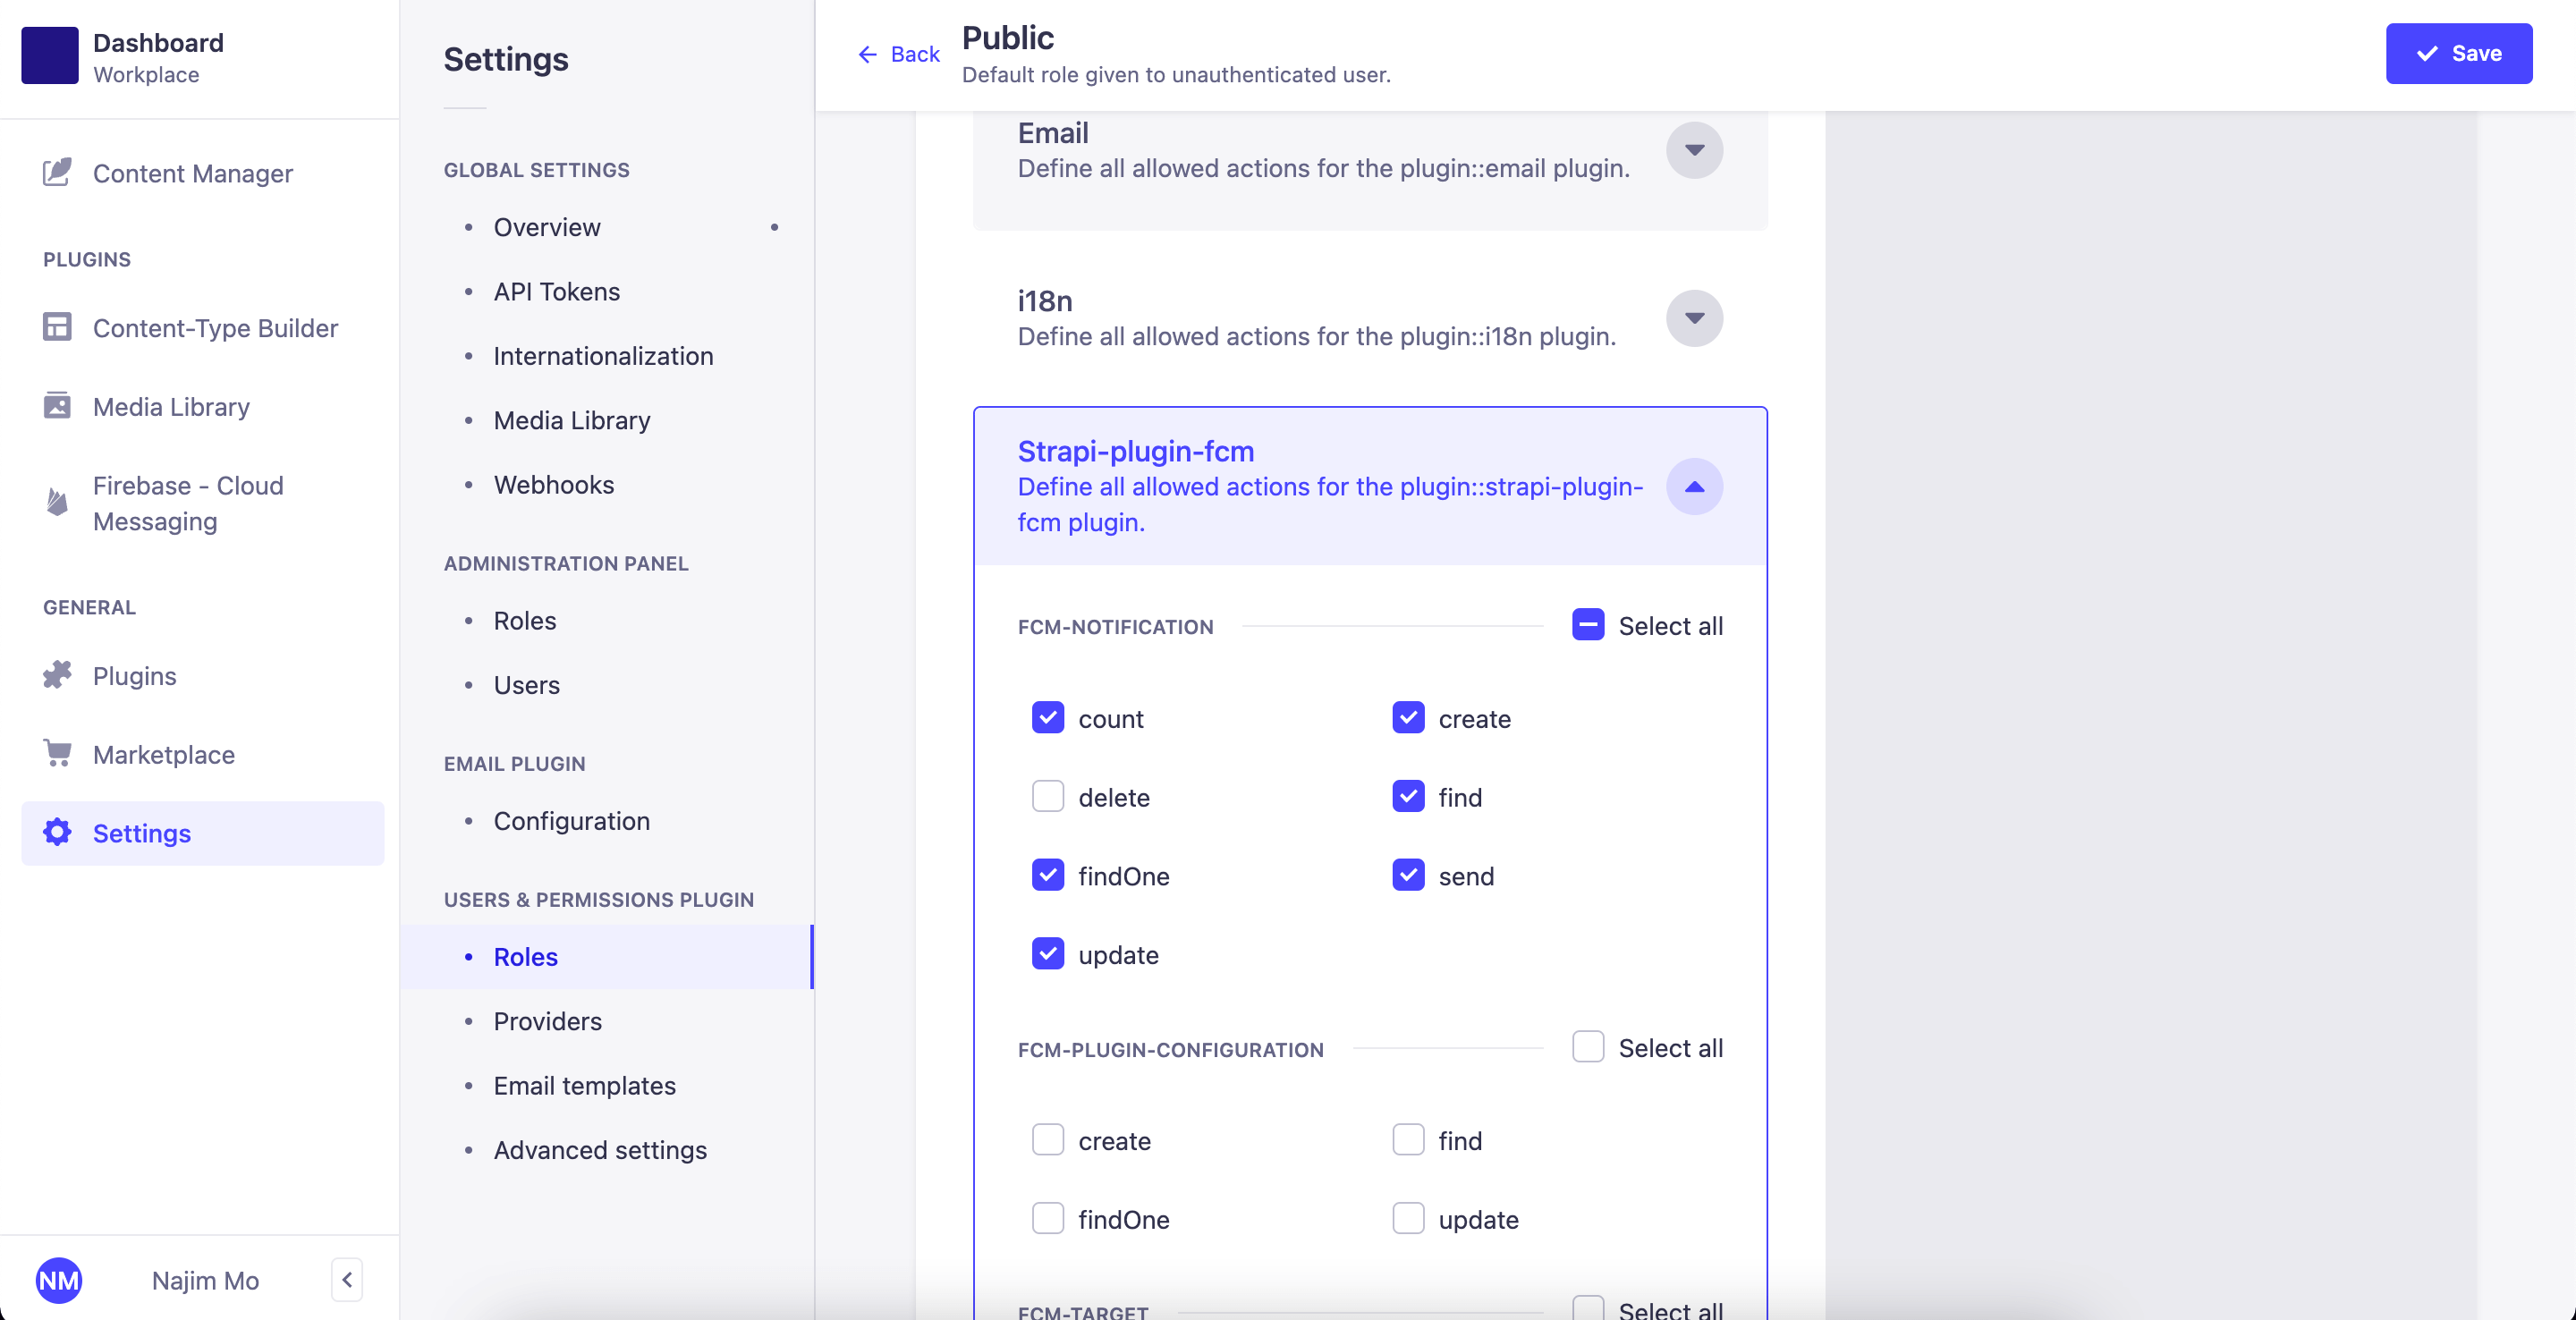 Dashboard
Workplace
Content Manager
PLUGINS
Content-Type Builder
Media Library
Firebase - Cloud
Messaging
GENERAL
Plugins
Marketplace
Settings
NM
Najim Mo
Settings
GLOBAL SETTINGS
Overview
API Tokens
Internationalization
Media Library
Webhooks
ADMINISTRATION PANEL
Roles
Users
EMAIL PLUGIN
Configuration
USERS & PERMISSIONS PLUGIN
Roles
Providers
Email templates
Advanced settings
Back
Public
Default role given to unauthenticated user.
Save
Email
Define all allowed actions for the plugin::email plugin.
i18n
Define all allowed actions for the plugin::i18n plugin.
Strapi-plugin-fcm
Define all allowed actions for the plugin::strapi-plugin-
fcm plugin.
FCM-NOTIFICATION Select all
count create
delete find
findOne send
update
FCM-PLUGIN-CONFIGURATION Select all
create find
findOne update
FCM-TARGET Select all